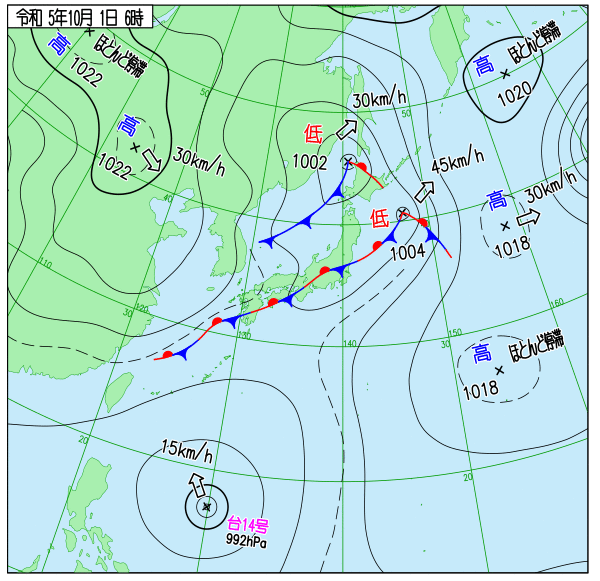 令和 5年10月 1日 6時
高
ほとんど停滞
1022
高
1022
30km/h
低
1002
30km/h
高
ほとんど停滞
1020
45km/h
低
1004
高
30km/h
1018
高
ほとんど停滞
1018
15km/h
台14号
992hPa
50
50
40
110
120
30
130
140
30
150
160
20
20